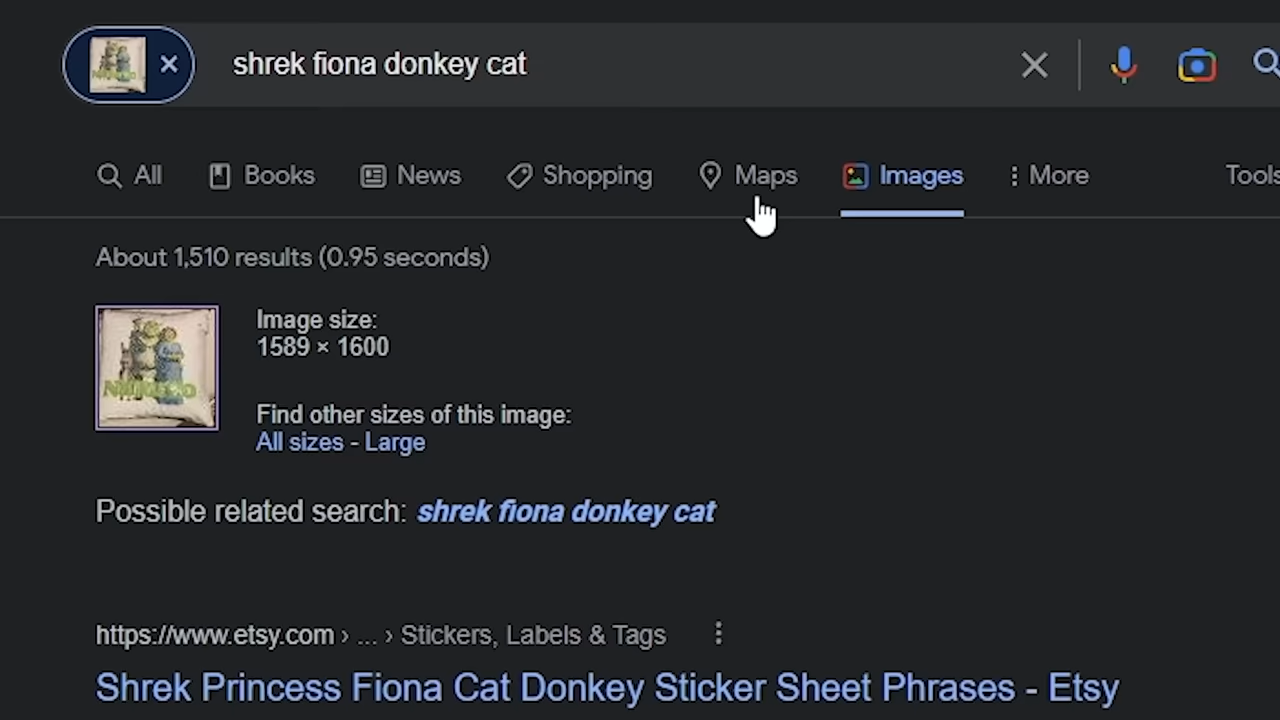 shrek fiona donkey cat
All Books News Shopping Maps Images More Tools
About 1,510 results (0.95 seconds)
Image size:
1589 × 1600
Find other sizes of this image:
All sizes - Large
Possible related search: shrek fiona donkey cat
https://www.etsy.com › ... › Stickers, Labels & Tags
Shrek Princess Fiona Cat Donkey Sticker Sheet Phrases - Etsy